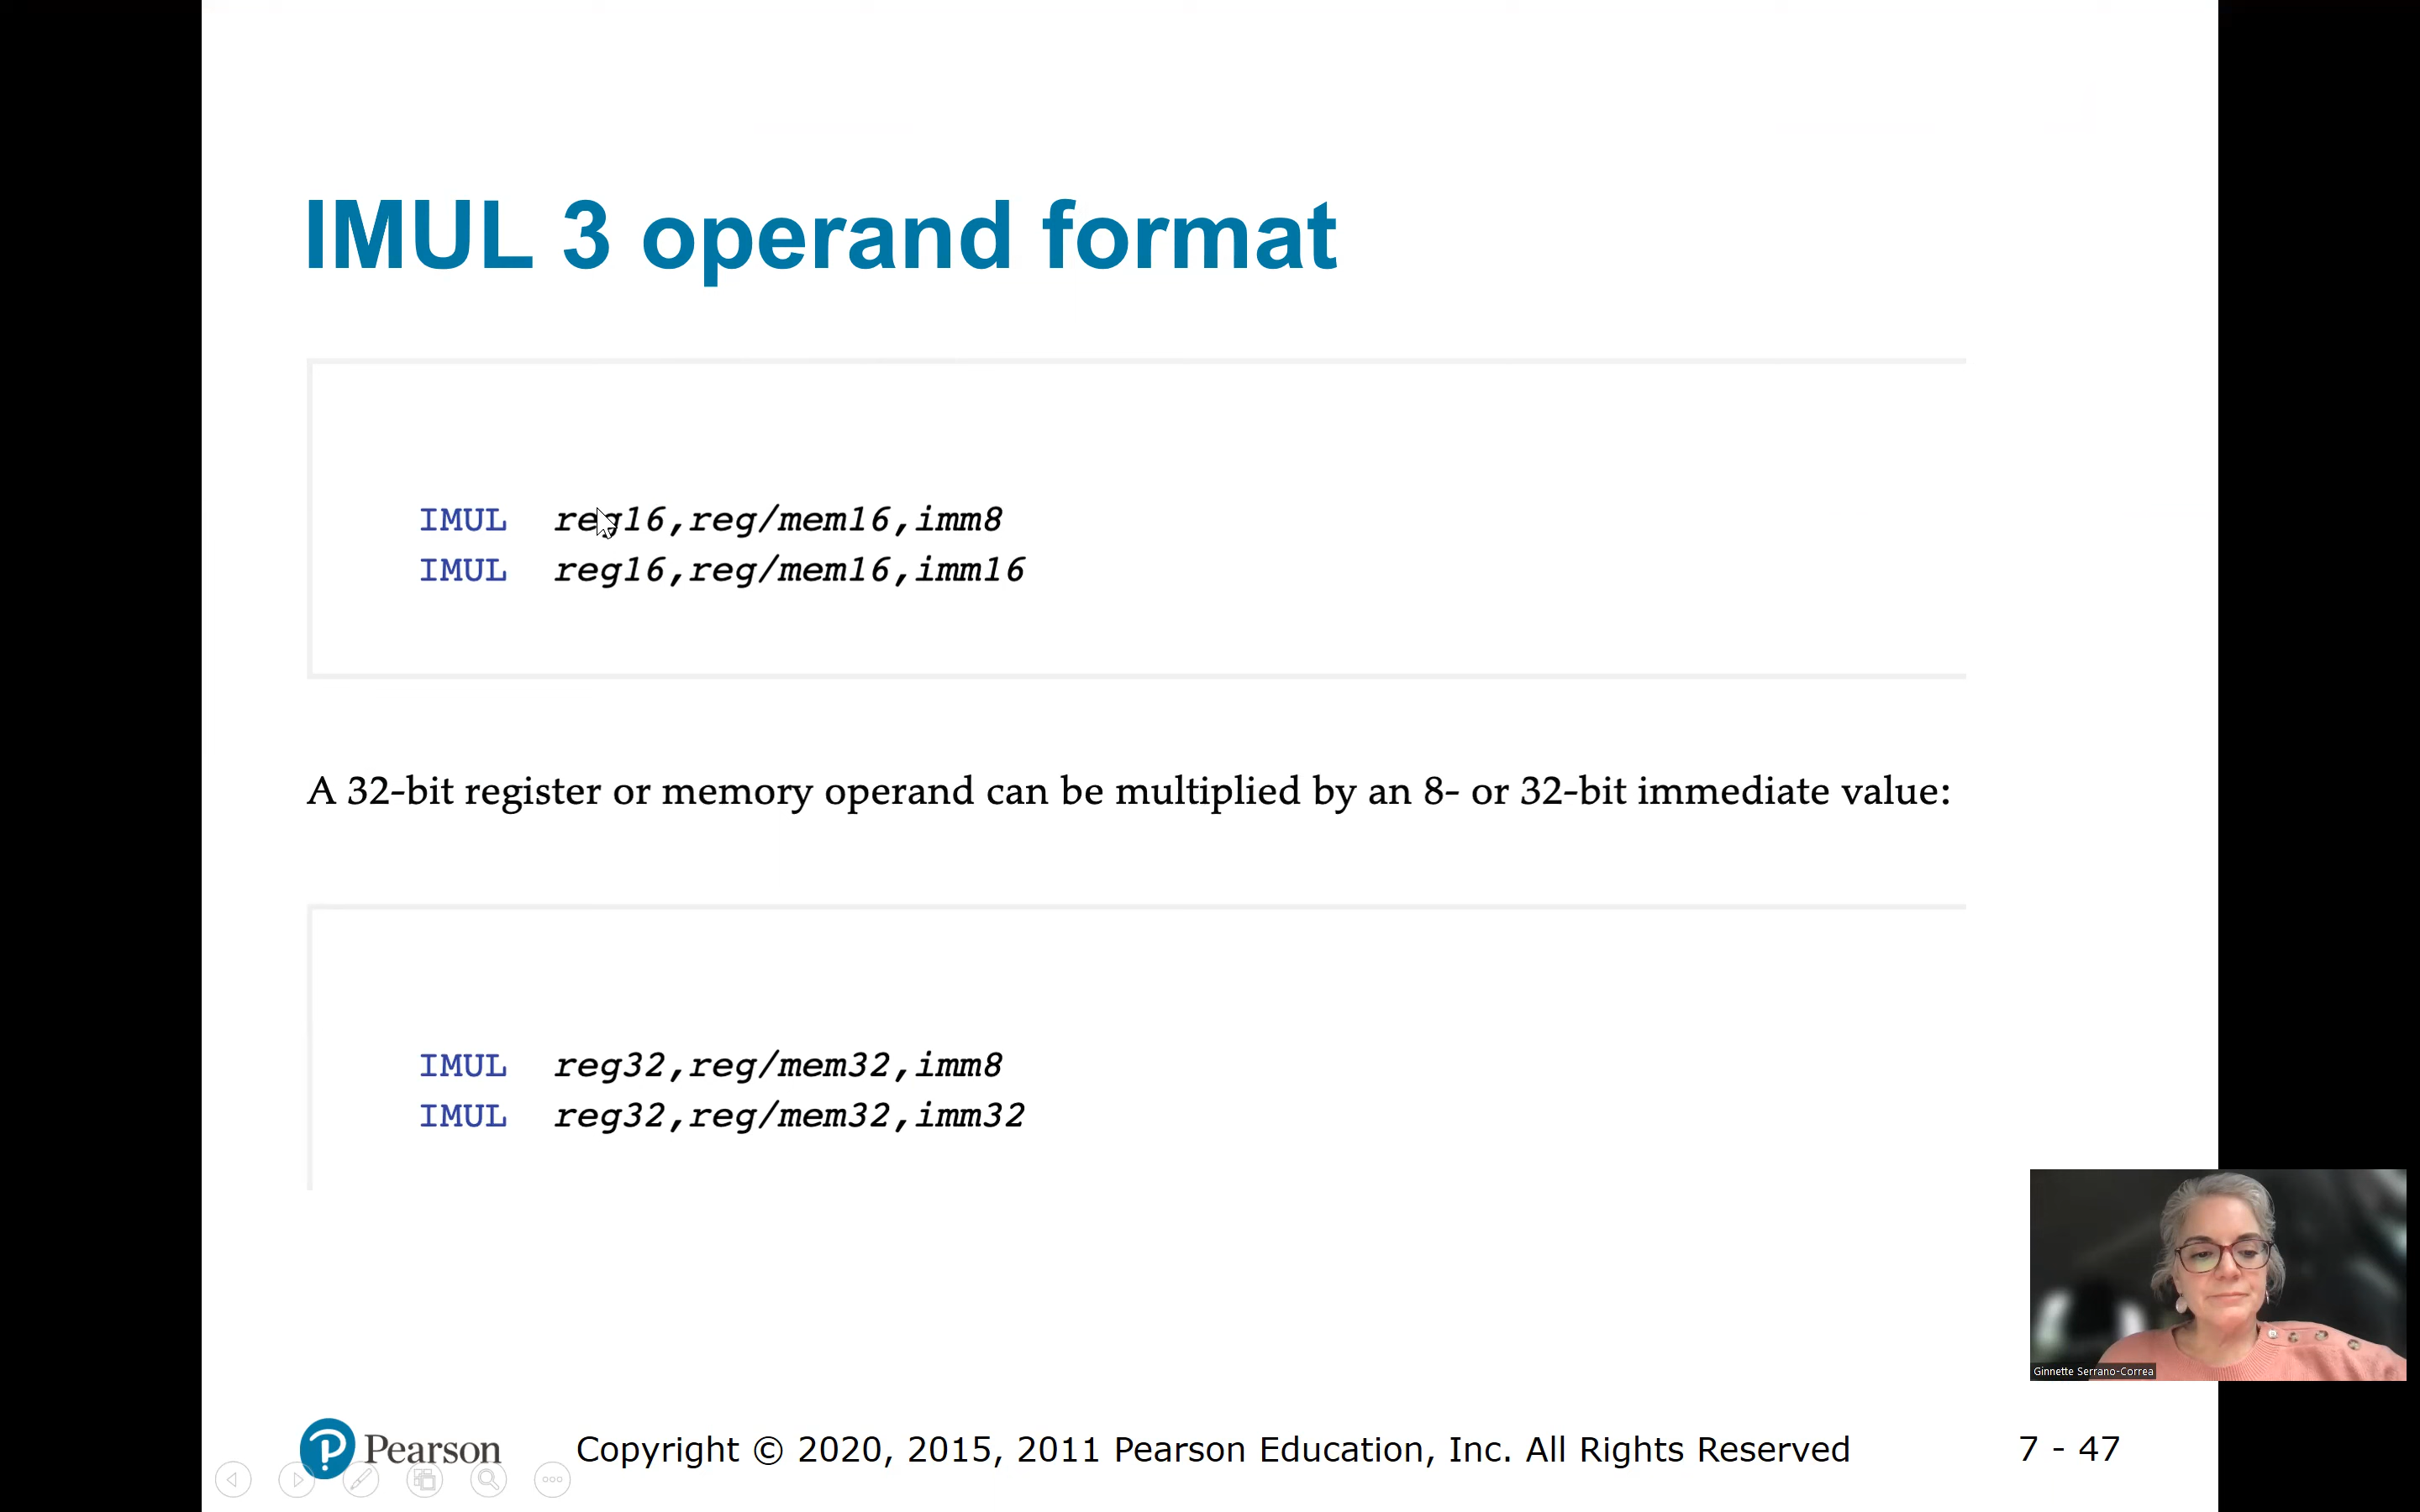 IMUL 3 operand format
IMUL reg16,reg/mem16,imm8
IMUL reg16,reg/mem16,imm16
A 32-bit register or memory operand can be multiplied by an 8- or 32-bit immediate value:
IMUL reg32,reg/mem32,imm8
IMUL reg32,reg/mem32,imm32
Ginnette Serrano-Correa
Pearson
Copyright © 2020, 2015, 2011 Pearson Education, Inc. All Rights Reserved
7 - 47